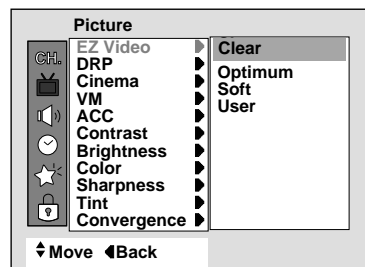 Picture
CH.
EZ Video
DRP
Cinema
VM
ACC
Contrast
Brightness
Color
Sharpness
Tint
Convergence
Clear
Optimum
Soft
User
Move Back